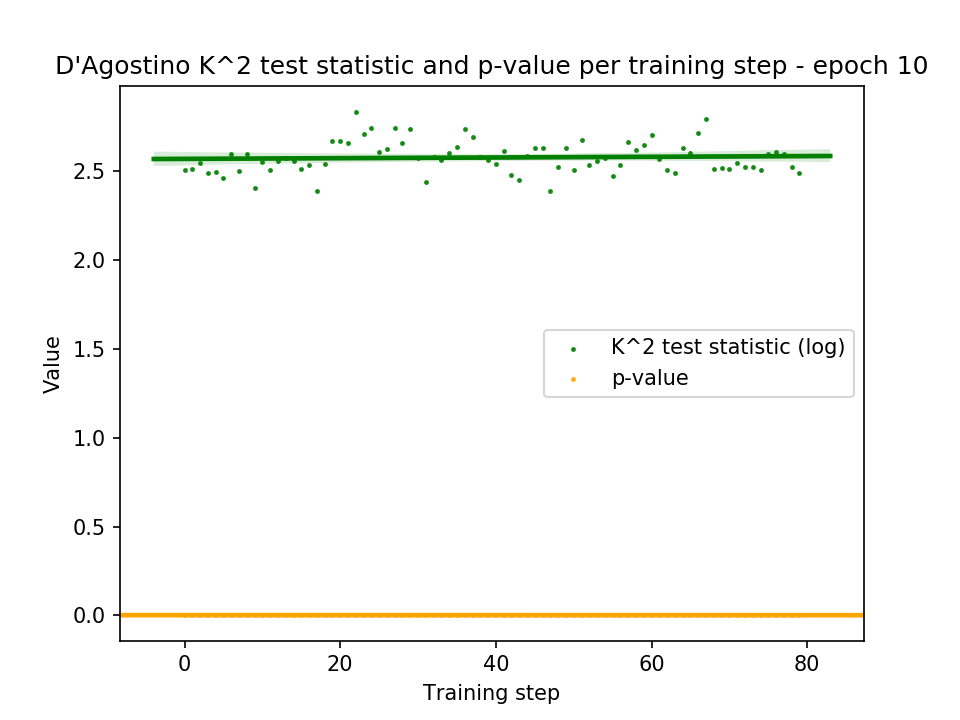 D'Agostino K^2 test statistic and p-value per training step - epoch 10
2.5
2.0
1.5
1.0
0.5
0.0
Value
K^2 test statistic (log)
p-value
0 20 40 60 80
Training step